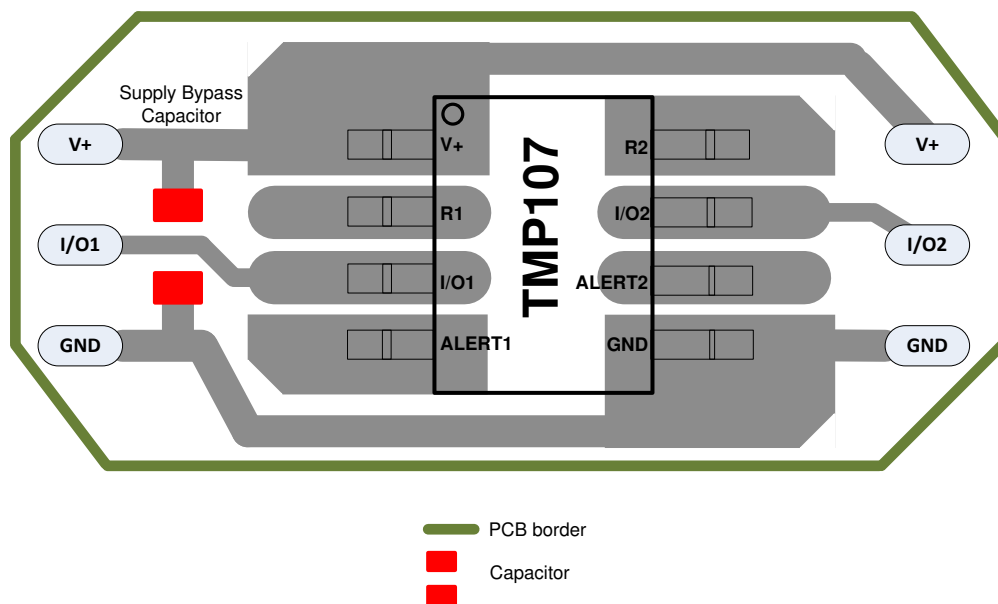 Supply Bypass
Capacitor
V+
V+
R2
V+
R1
I/O2
TMP107
I/O1
I/O2
I/O1
ALERT2
GND
ALERT1
GND
GND
PCB border
Capacitor